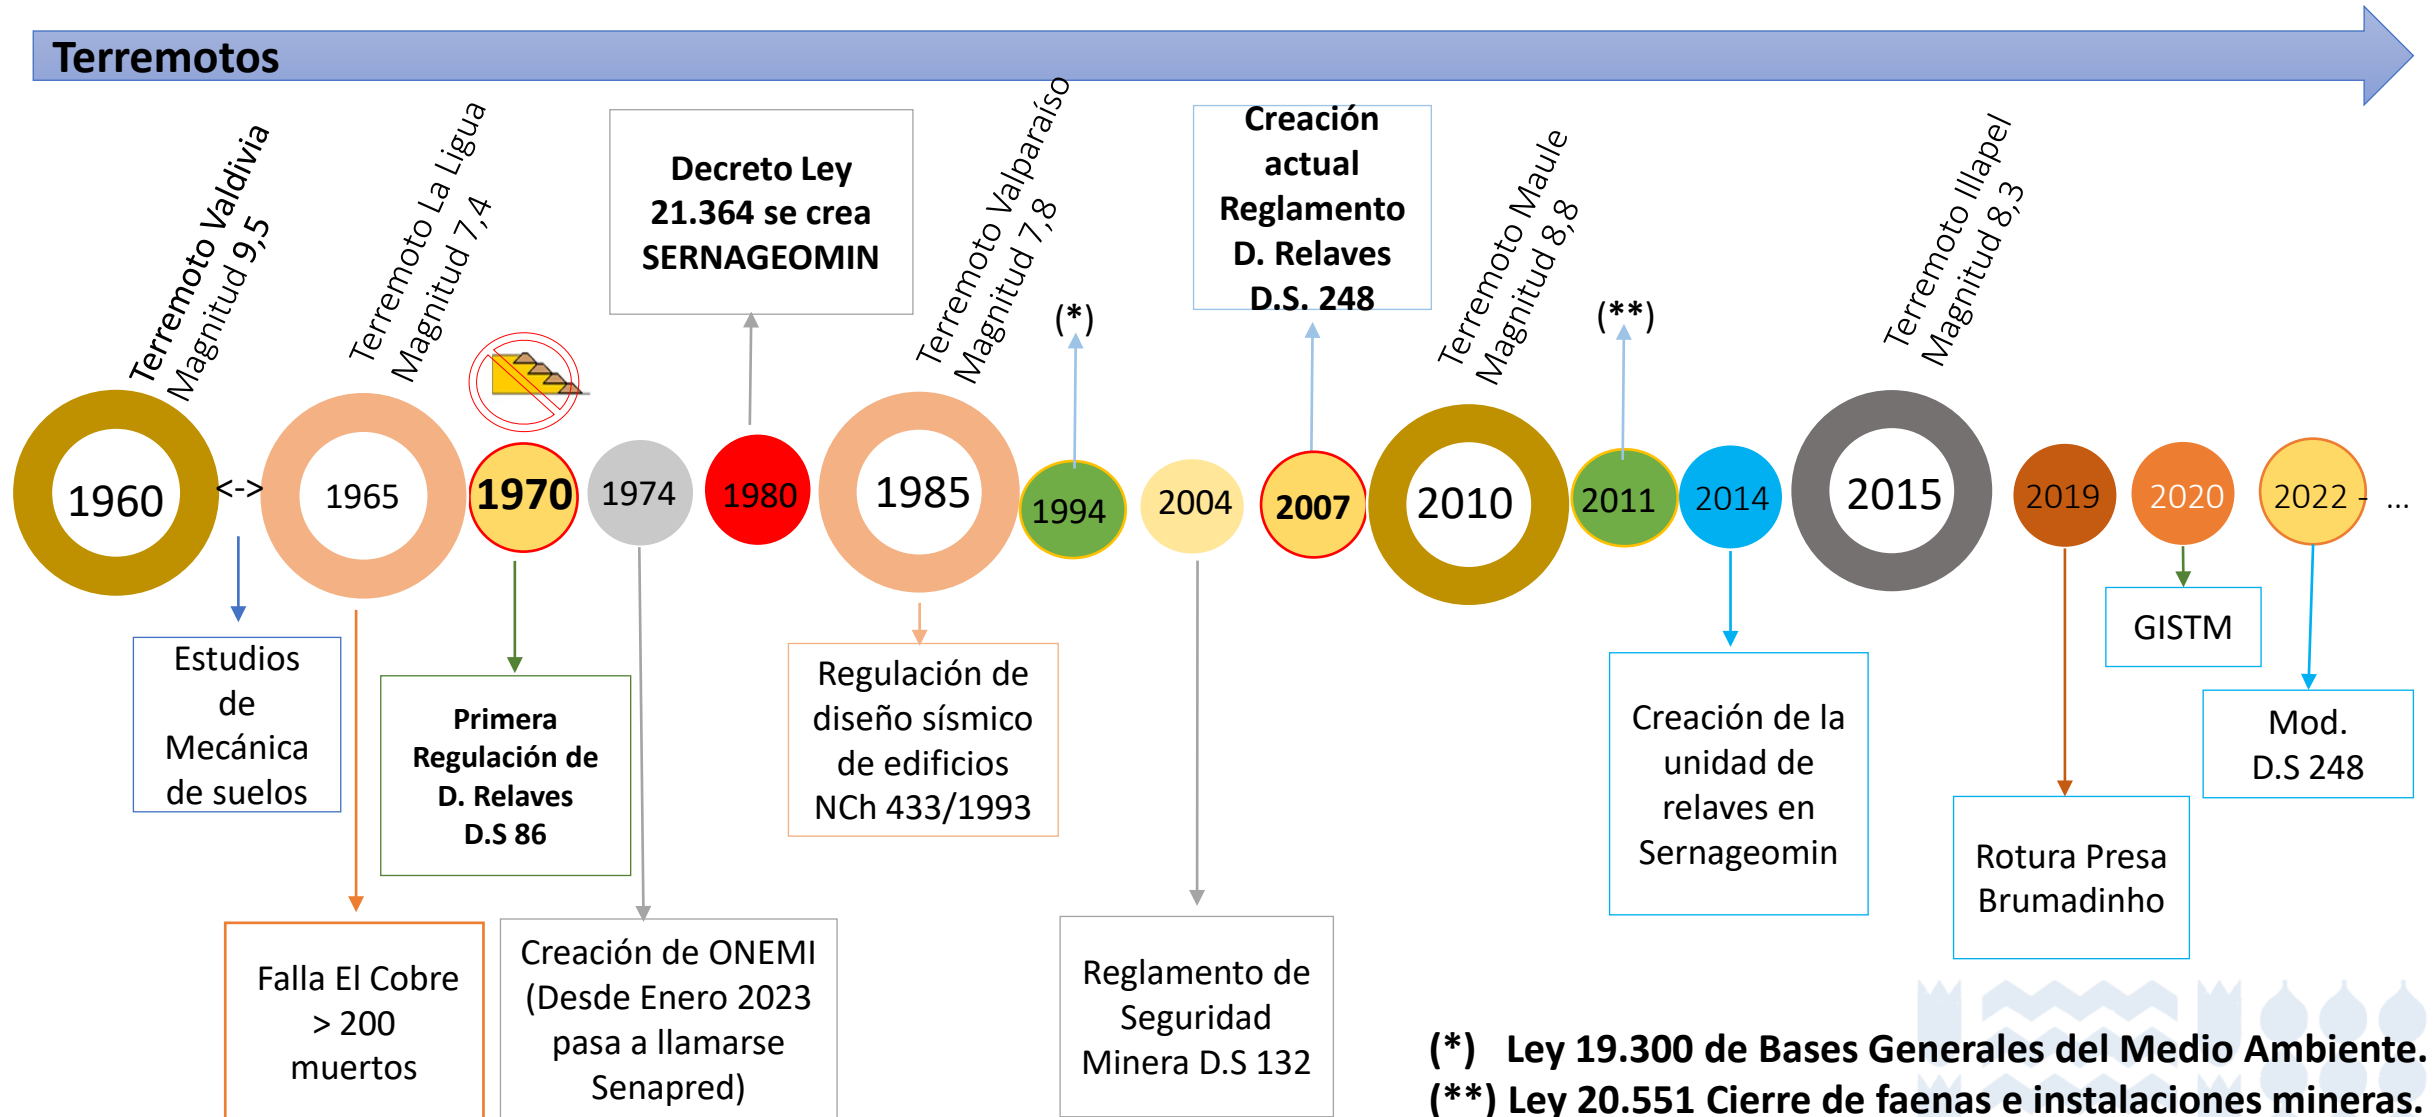 Terremotos
Terremoto Valdivia
Magnitud 9,5
Terremoto La Ligua
Magnitud 7,4
Decreto Ley
21.364 se crea
SERNAGEOMIN
Terremoto Valparaíso
Magnitud 7,8
(*)
Creación
actual
Reglamento
D. Relaves
D.S. 248
Terremoto Maule
Magnitud 8,8
(**)
Terremoto Illapel
Magnitud 8,3
1960
<->
1965
1970
1974
1980
1985
1994
2004
2007
2010
2011
2014
2015
2019
2020
2022 - ...
Estudios
de
Mecánica
de suelos
Falla El Cobre
> 200
muertos
Primera
Regulación de
D. Relaves
D.S 86
Creación de ONEMI
(Desde Enero 2023
pasa a llamarse
Senapred)
Regulación de
diseño sísmico
de edificios
NCh 433/1993
Reglamento de
Seguridad
Minera D.S 132
Creación de la
unidad de
relaves en
Sernageomin
Rotura Presa
Brumadinho
GISTM
Mod.
D.S 248
(*) Ley 19.300 de Bases Generales del Medio Ambiente.
(**) Ley 20.551 Cierre de faenas e instalaciones mineras.